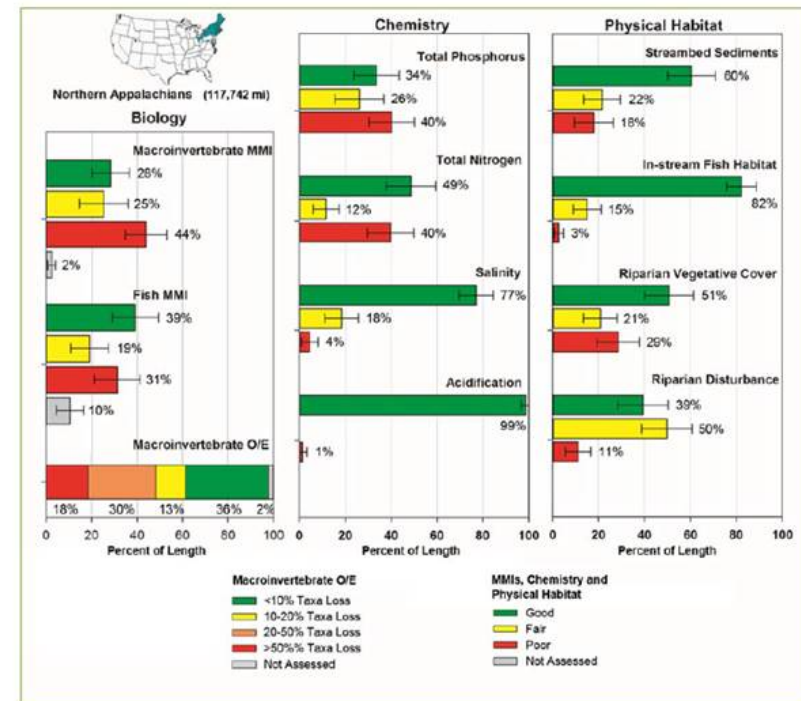 Northern Appalachians (117,742 mi)
Biology
Macroinvertebrate MMI
28%
25%
44%
2%
Fish MMI
39%
19%
31%
10%
Macroinvertebrate O/E
18% 30% 13% 36% 2%
0 20 40 60 80 100
Percent of Length
Chemistry
Total Phosphorus
34%
26%
40%
Total Nitrogen
49%
12%
40%
Salinity
77%
18%
4%
Acidification
99%
1%
0 20 40 60 80 100
Percent of Length
Physical Habitat
Streambed Sediments
60%
22%
18%
In-stream Fish Habitat
82%
15%
3%
Riparian Vegetative Cover
51%
21%
29%
Riparian Disturbance
39%
50%
11%
0 20 40 60 80 100
Percent of Length
Macroinvertebrate O/E
<10% Taxa Loss
10-20% Taxa Loss
20-50% Taxa Loss
>50%% Taxa Loss
Not Assessed
MMIs, Chemistry and
Physical Habitat
Good
Fair
Poor
Not Assessed